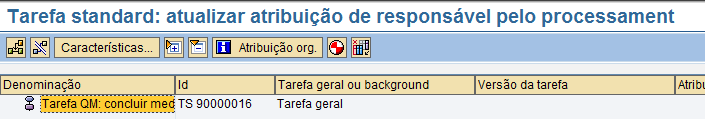 Tarefa standard: atualizar atribuição de responsável pelo processament
Características... Atribuição org.
Denominação Id Tarefa geral ou background Versão da tarefa Atribu
Tarefa QM: concluir med TS 90000016 Tarefa geral